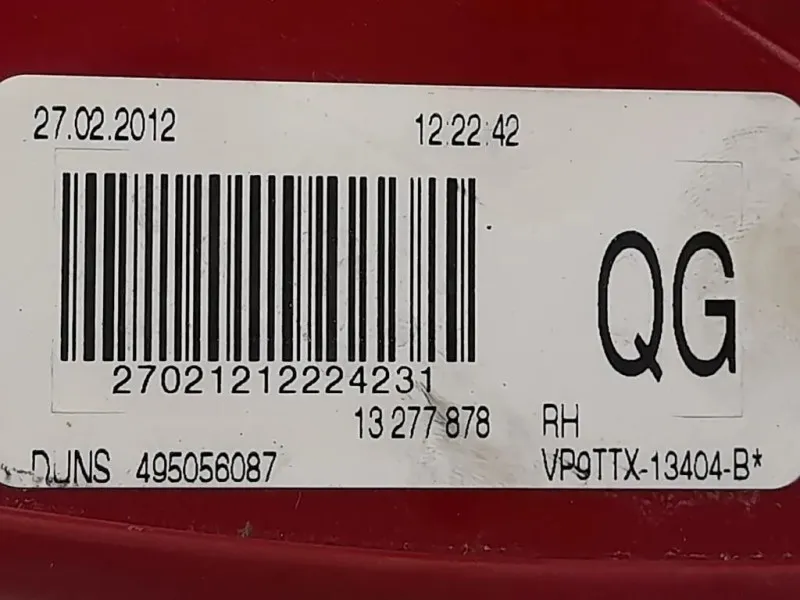 27.02.2012 12:22:42
QG
27021212224231
13 277 878 RH
DUNS 495056087 VP9TTX-13404-B*